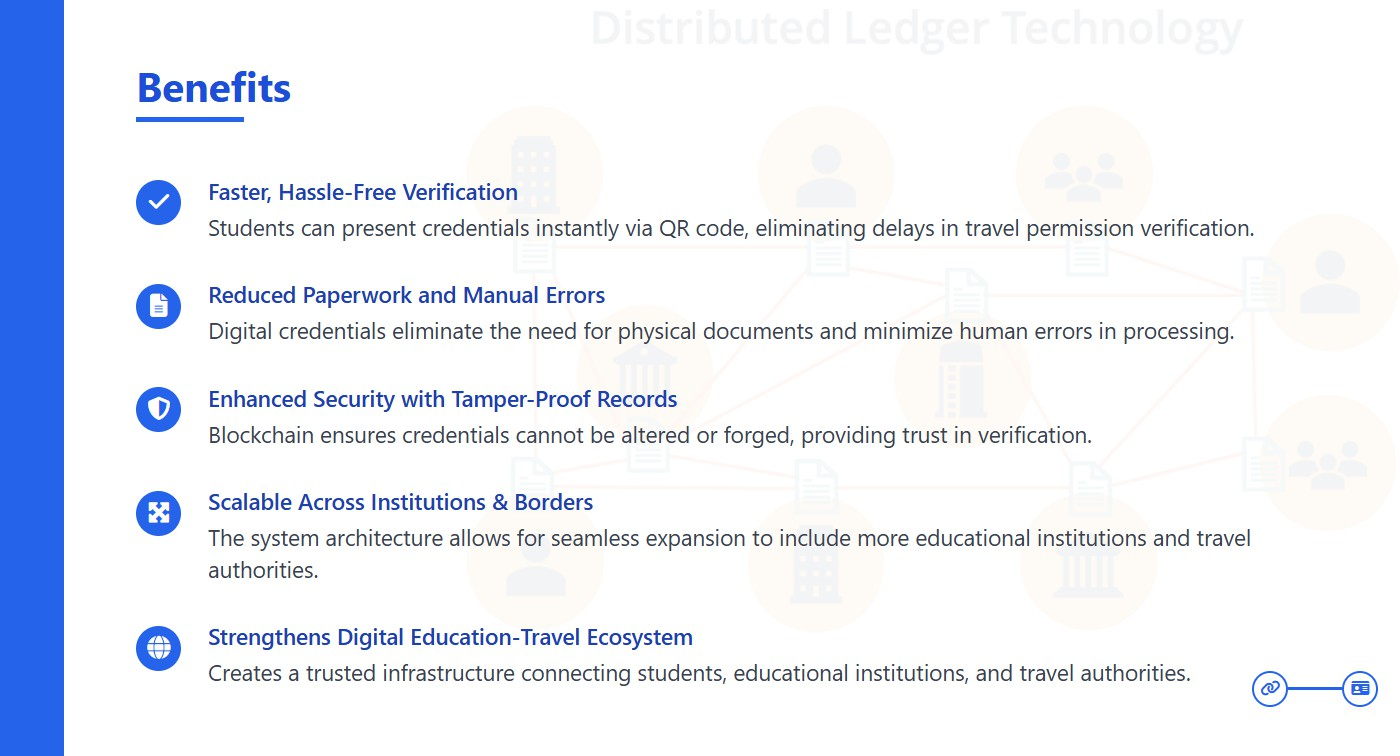 Distributed Ledger Technology
Benefits
Faster, Hassle-Free Verification
Students can present credentials instantly via QR code, eliminating delays in travel permission verification.
Reduced Paperwork and Manual Errors
Digital credentials eliminate the need for physical documents and minimize human errors in processing.
Enhanced Security with Tamper-Proof Records
Blockchain ensures credentials cannot be altered or forged, providing trust in verification.
Scalable Across Institutions & Borders
The system architecture allows for seamless expansion to include more educational institutions and travel
authorities.
Strengthens Digital Education-Travel Ecosystem
Creates a trusted infrastructure connecting students, educational institutions, and travel authorities.